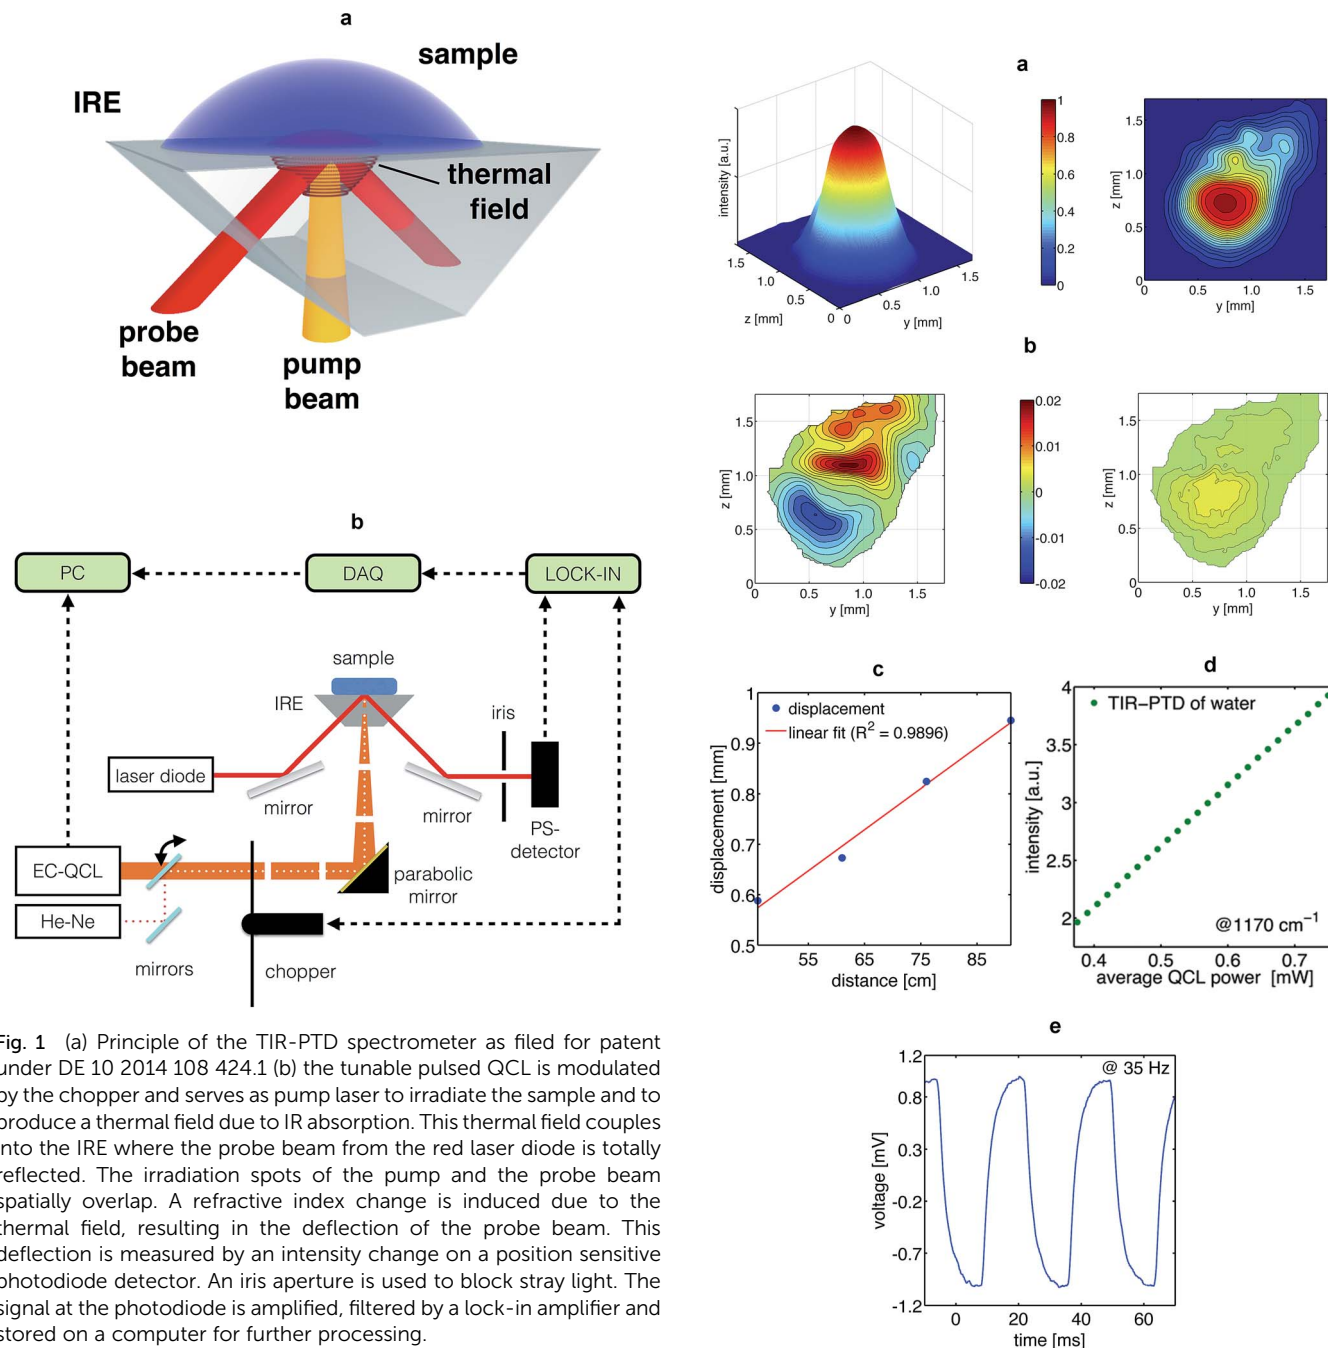 a
sample
IRE
thermal
field
probe
beam
pump
beam
b
PC
DAQ
LOCK-IN
sample
IRE
iris
laser diode
mirror
mirror
PS-
detector
EC-QCL
parabolic
mirror
He-Ne
mirrors
chopper
Fig. 1 (a) Principle of the TIR-PTD spectrometer as filed for patent
under DE 10 2014 108 424.1 (b) the tunable pulsed QCL is modulated
by the chopper and serves as pump laser to irradiate the sample and to
produce a thermal field due to IR absorption. This thermal field couples
into the IRE where the probe beam from the red laser diode is totally
reflected. The irradiation spots of the pump and the probe beam
spatially overlap. A refractive index change is induced due to the
thermal field, resulting in the deflection of the probe beam. This
deflection is measured by an intensity change on a position sensitive
photodiode detector. An iris aperture is used to block stray light. The
signal at the photodiode is amplified, filtered by a lock-in amplifier and
stored on a computer for further processing.
a
intensity [a.u.]
1.5
1.0
0.5
0
z [mm]
0
0.5
1.0
1.5
y [mm]
1
0.8
0.6
0.4
0.2
0
z [mm]
1.5
1.0
0.5
0
0 0.5 1.0 1.5
y [mm]
b
z [mm]
1.5
1.0
0.5
0
0 0.5 1.0 1.5
y [mm]
0.02
0.01
0
-0.01
-0.02
z [mm]
1.5
1.0
0.5
0
0 0.5 1.0 1.5
y [mm]
c
displacement [mm]
1
0.9
0.8
0.7
0.6
0.5
displacement
linear fit (R² = 0.9896)
55 65 75 85
distance [cm]
d
intensity [a.u.]
4
3.5
3
2.5
2
TIR–PTD of water
@1170 cm⁻¹
0.4 0.5 0.6 0.7
average QCL power [mW]
e
voltage [mV]
1.2
0.8
0.3
-0.2
-0.7
-1.2
@ 35 Hz
0 20 40 60
time [ms]